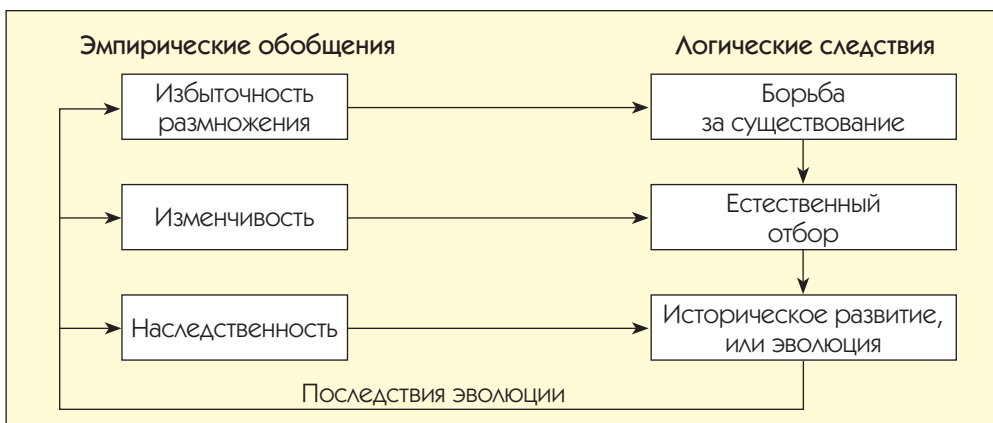 Эмпирические обобщения
Логические следствия
Избыточность
размножения
Борьба
за существование
Изменчивость
Естественный
отбор
Наследственность
Историческое развитие,
или эволюция
Последствия эволюции